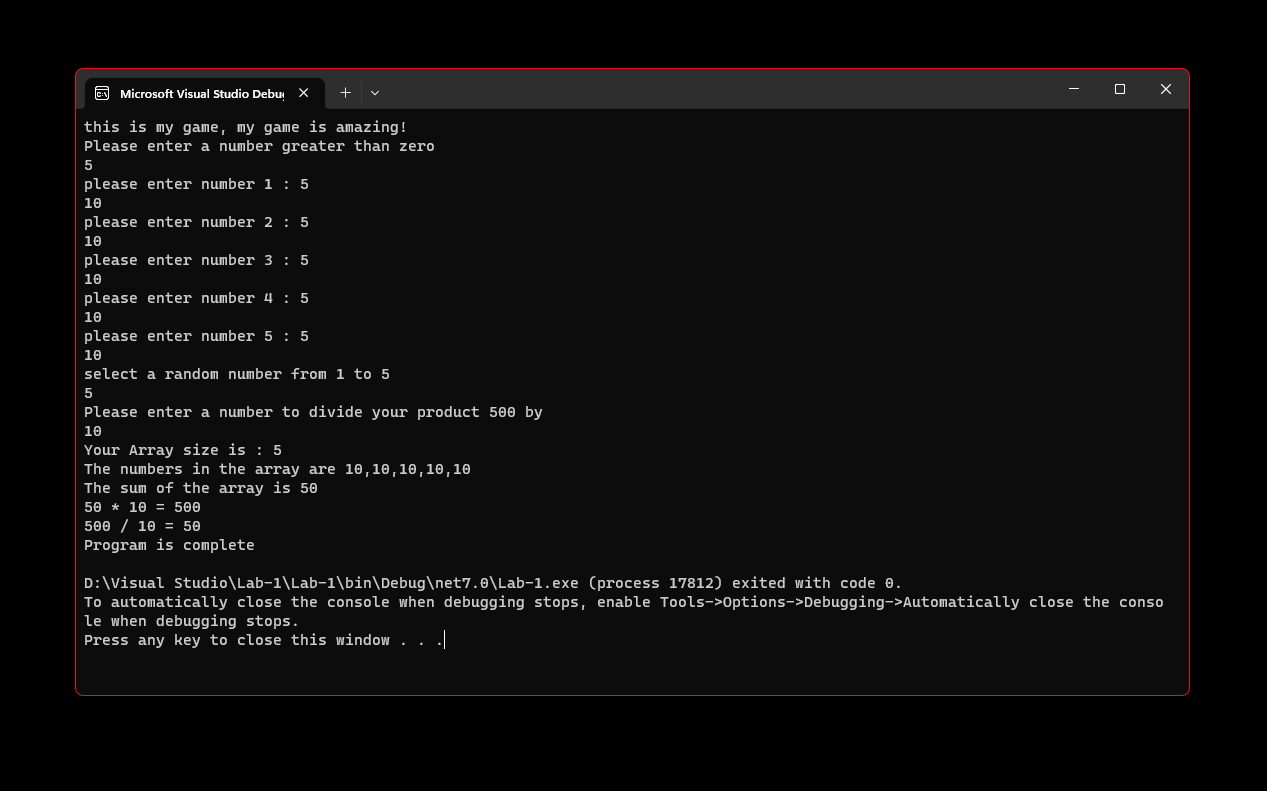 Microsoft Visual Studio Debug
this is my game, my game is amazing!
Please enter a number greater than zero
5
please enter number 1 : 5
10
please enter number 2 : 5
10
please enter number 3 : 5
10
please enter number 4 : 5
10
please enter number 5 : 5
10
select a random number from 1 to 5
5
Please enter a number to divide your product 500 by
10
Your Array size is : 5
The numbers in the array are 10,10,10,10,10
The sum of the array is 50
50 * 10 = 500
500 / 10 = 50
Program is complete
D:\Visual Studio\Lab-1\Lab-1\bin\Debug\net7.0\Lab-1.exe (process 17812) exited with code 0.
To automatically close the console when debugging stops, enable Tools->Options->Debugging->Automatically close the conso
le when debugging stops.
Press any key to close this window . . .